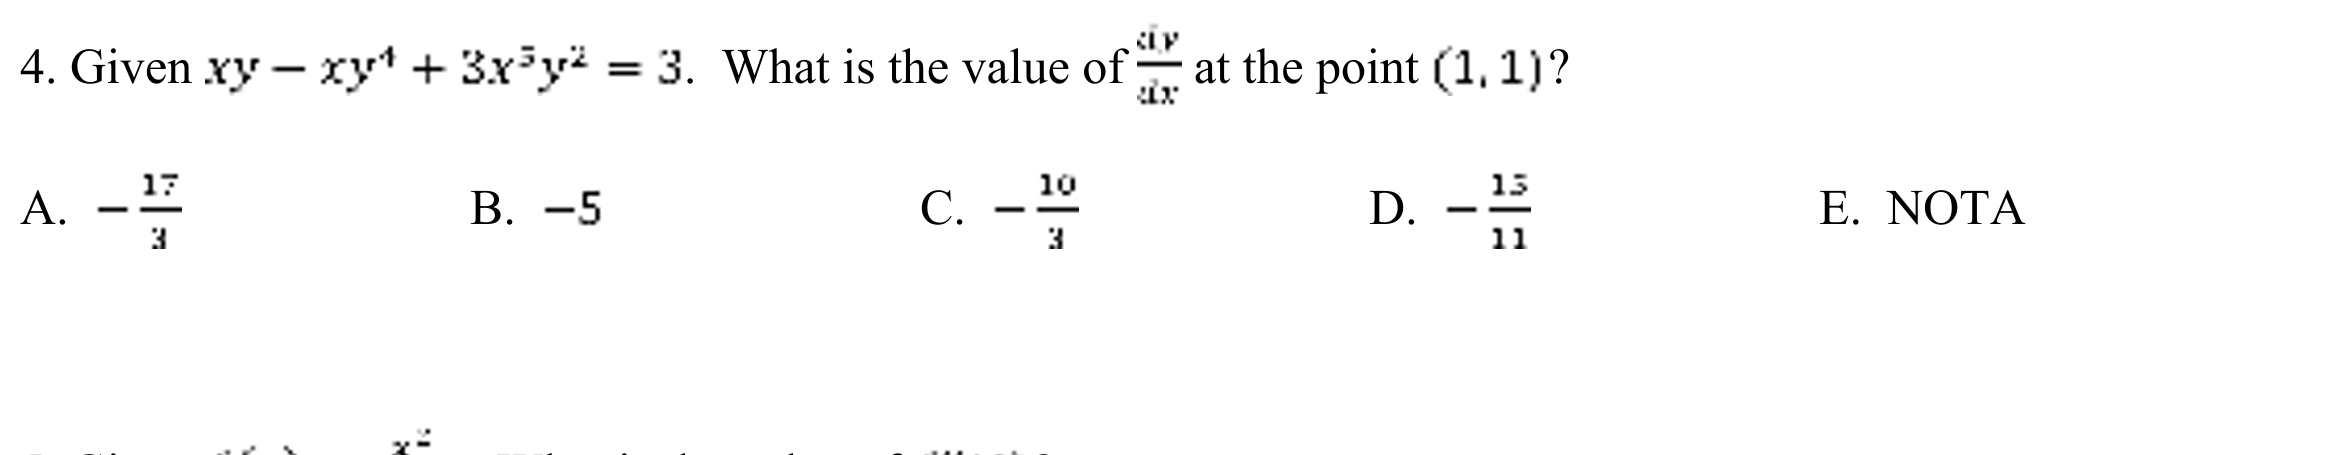 4. Given xy − xy⁴ + 3x⁵y² = 3. What is the value of dy/dx at the point (1, 1)?
A. −17/3 B. −5 C. −10/3 D. −15/11 E. NOTA